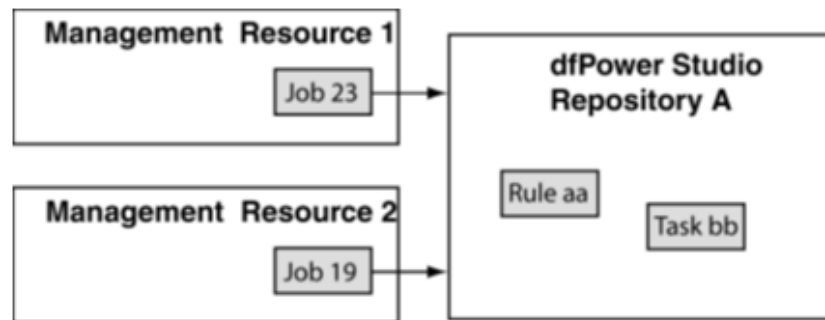 Management Resource 1
Job 23
dfPower Studio
Repository A
Rule aa
Task bb
Management Resource 2
Job 19